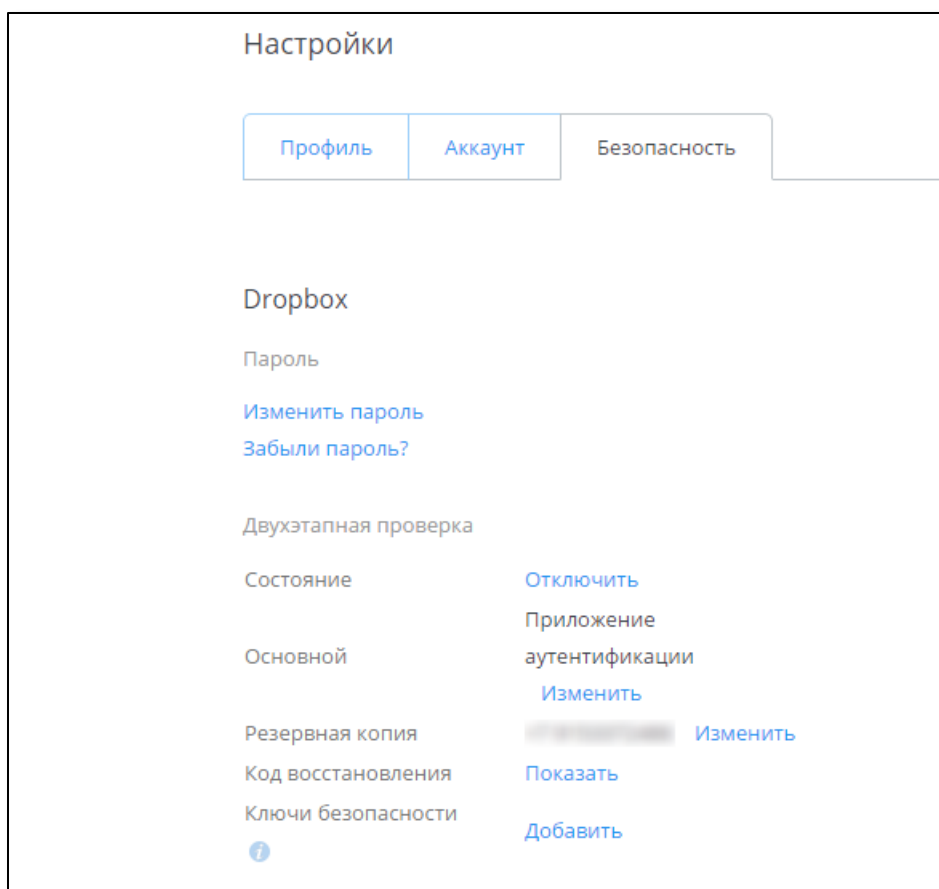 Настройки
Профиль Аккаунт Безопасность
Dropbox
Пароль
Изменить пароль
Забыли пароль?
Двухэтапная проверка
Состояние Отключить
Приложение
Основной аутентификации
Изменить
Резервная копия Изменить
Код восстановления Показать
Ключи безопасности
Добавить